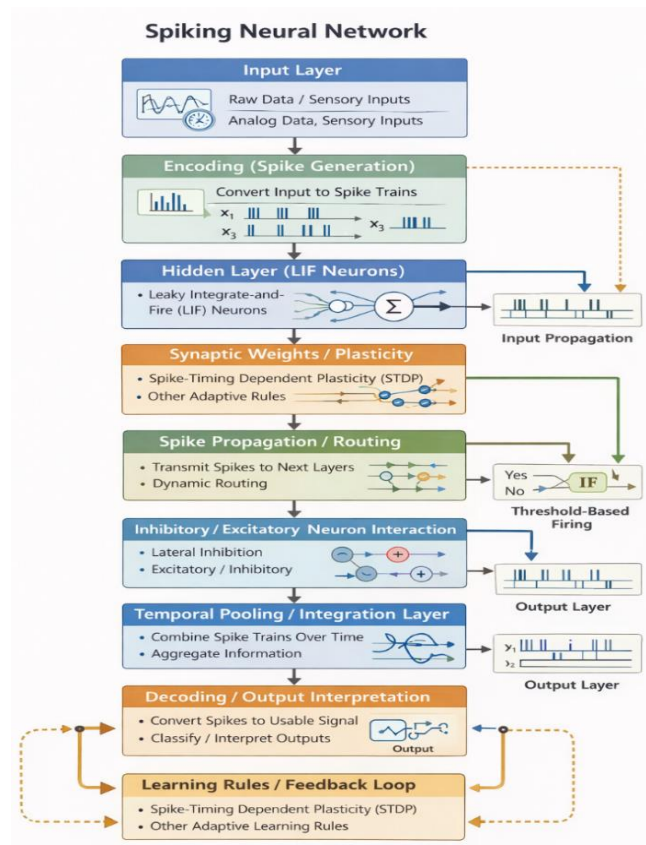 Spiking Neural Network
Input Layer
Raw Data / Sensory Inputs
Analog Data, Sensory Inputs
Encoding (Spike Generation)
Convert Input to Spike Trains
X1
X3
X3
Hidden Layer (LIF Neurons)
• Leaky Integrate-and-
Fire (LIF) Neurons
Σ
Input Propagation
Synaptic Weights / Plasticity
• Spike-Timing Dependent Plasticity (STDP)
• Other Adaptive Rules
Spike Propagation / Routing
• Transmit Spikes to Next Layers
• Dynamic Routing
Yes
No
IF
Threshold-Based
Firing
Inhibitory / Excitatory Neuron Interaction
• Lateral Inhibition
• Excitatory / Inhibitory
Output Layer
Temporal Pooling / Integration Layer
• Combine Spike Trains Over Time
• Aggregate Information
y1
Output Layer
Decoding / Output Interpretation
• Convert Spikes to Usable Signal
• Classify / Interpret Outputs
Output
Learning Rules / Feedback Loop
• Spike-Timing Dependent Plasticity (STDP)
• Other Adaptive Learning Rules